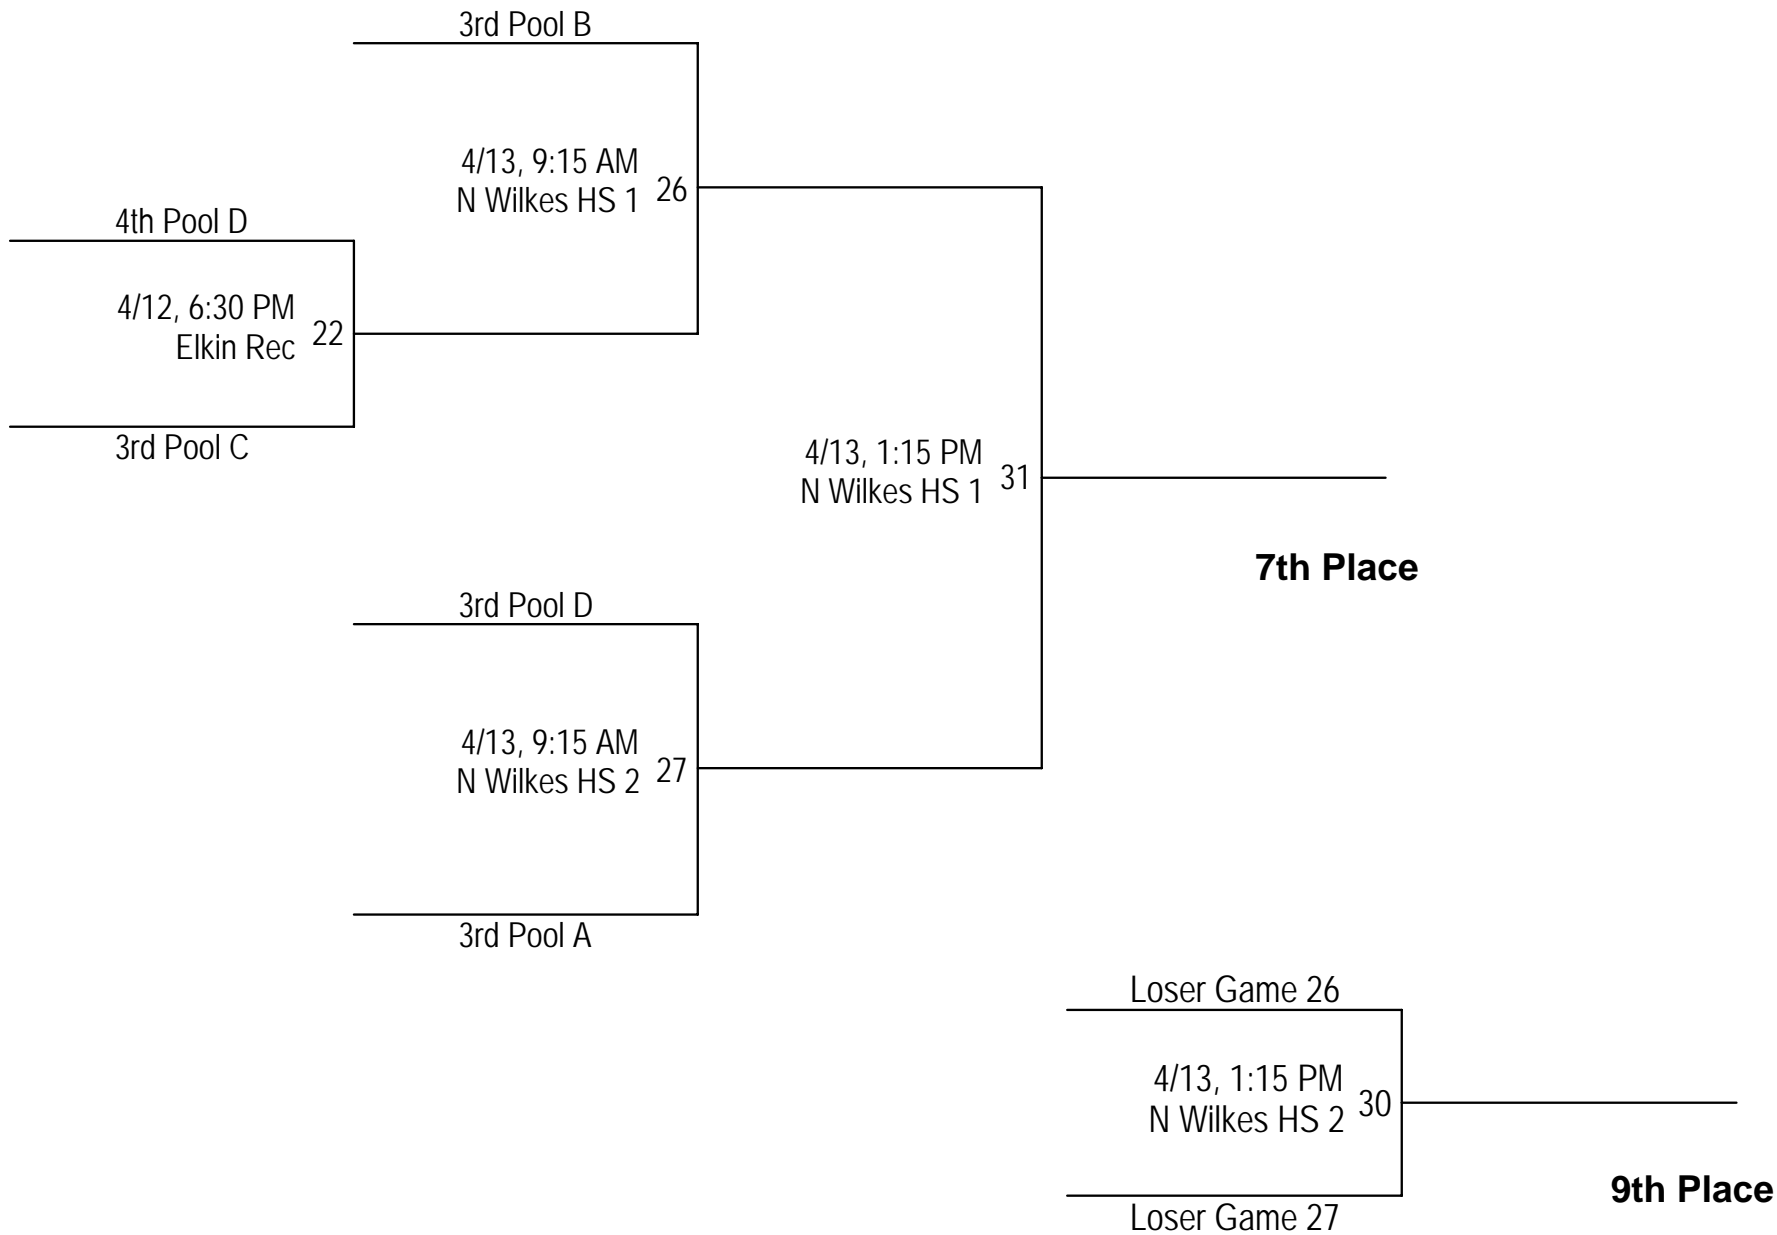 3rd Pool B
4/13, 9:15 AM
N Wilkes HS 1
26
4th Pool D
4/12, 6:30 PM
Elkin Rec
22
3rd Pool C
4/13, 1:15 PM
N Wilkes HS 1
31
7th Place
3rd Pool D
4/13, 9:15 AM
N Wilkes HS 2
27
3rd Pool A
Loser Game 26
4/13, 1:15 PM
N Wilkes HS 2
30
9th Place
Loser Game 27